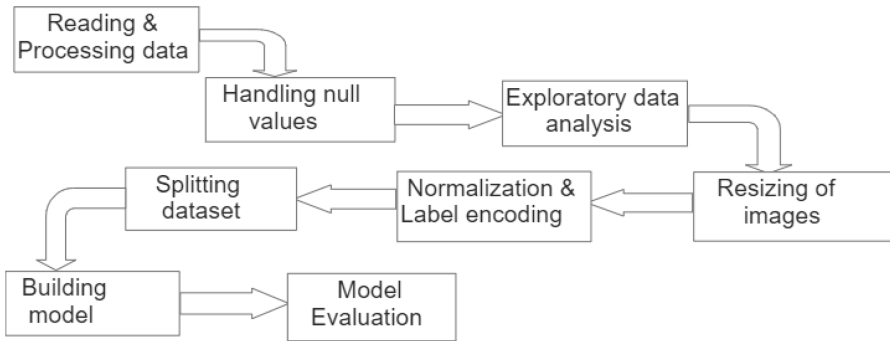 Reading &
Processing data
Handling null
values
Exploratory data
analysis
Resizing of
images
Normalization &
Label encoding
Splitting
dataset
Building
model
Model
Evaluation